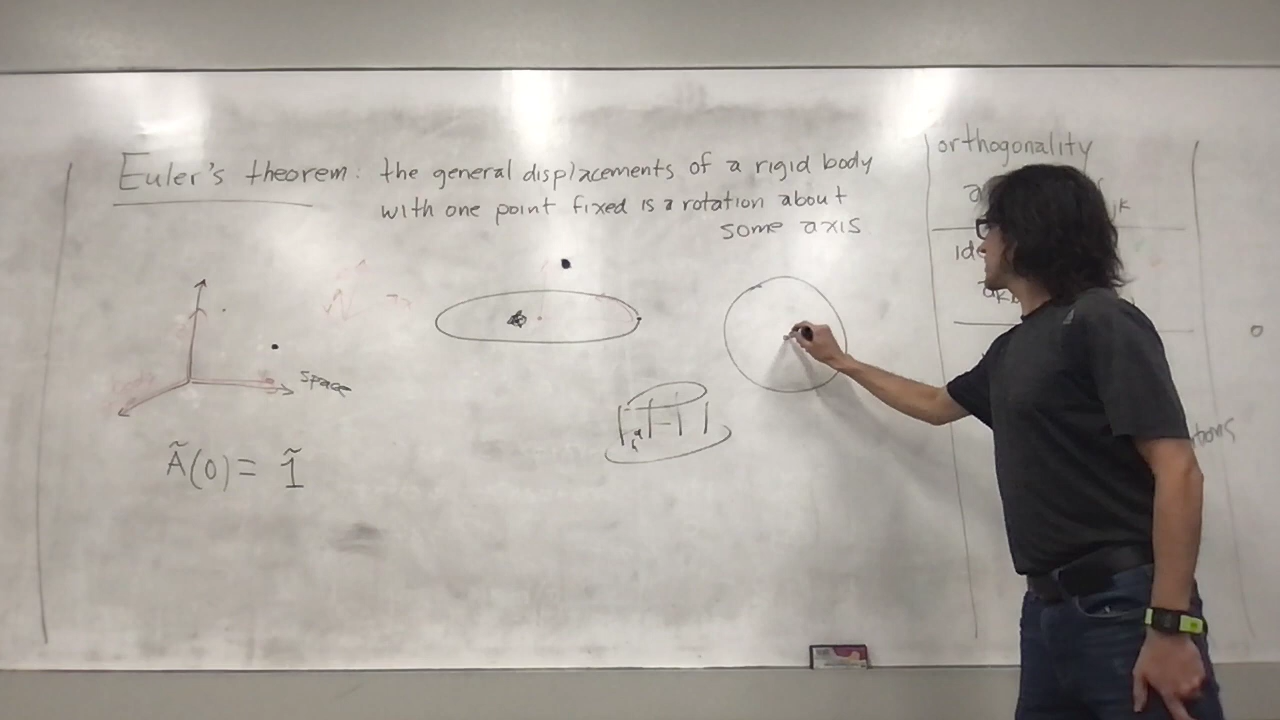 Euler's theorem: the general displacements of a rigid body
with one point fixed is a rotation about
some axis
space
Ã(0) = 1̃
orthogonality
jk